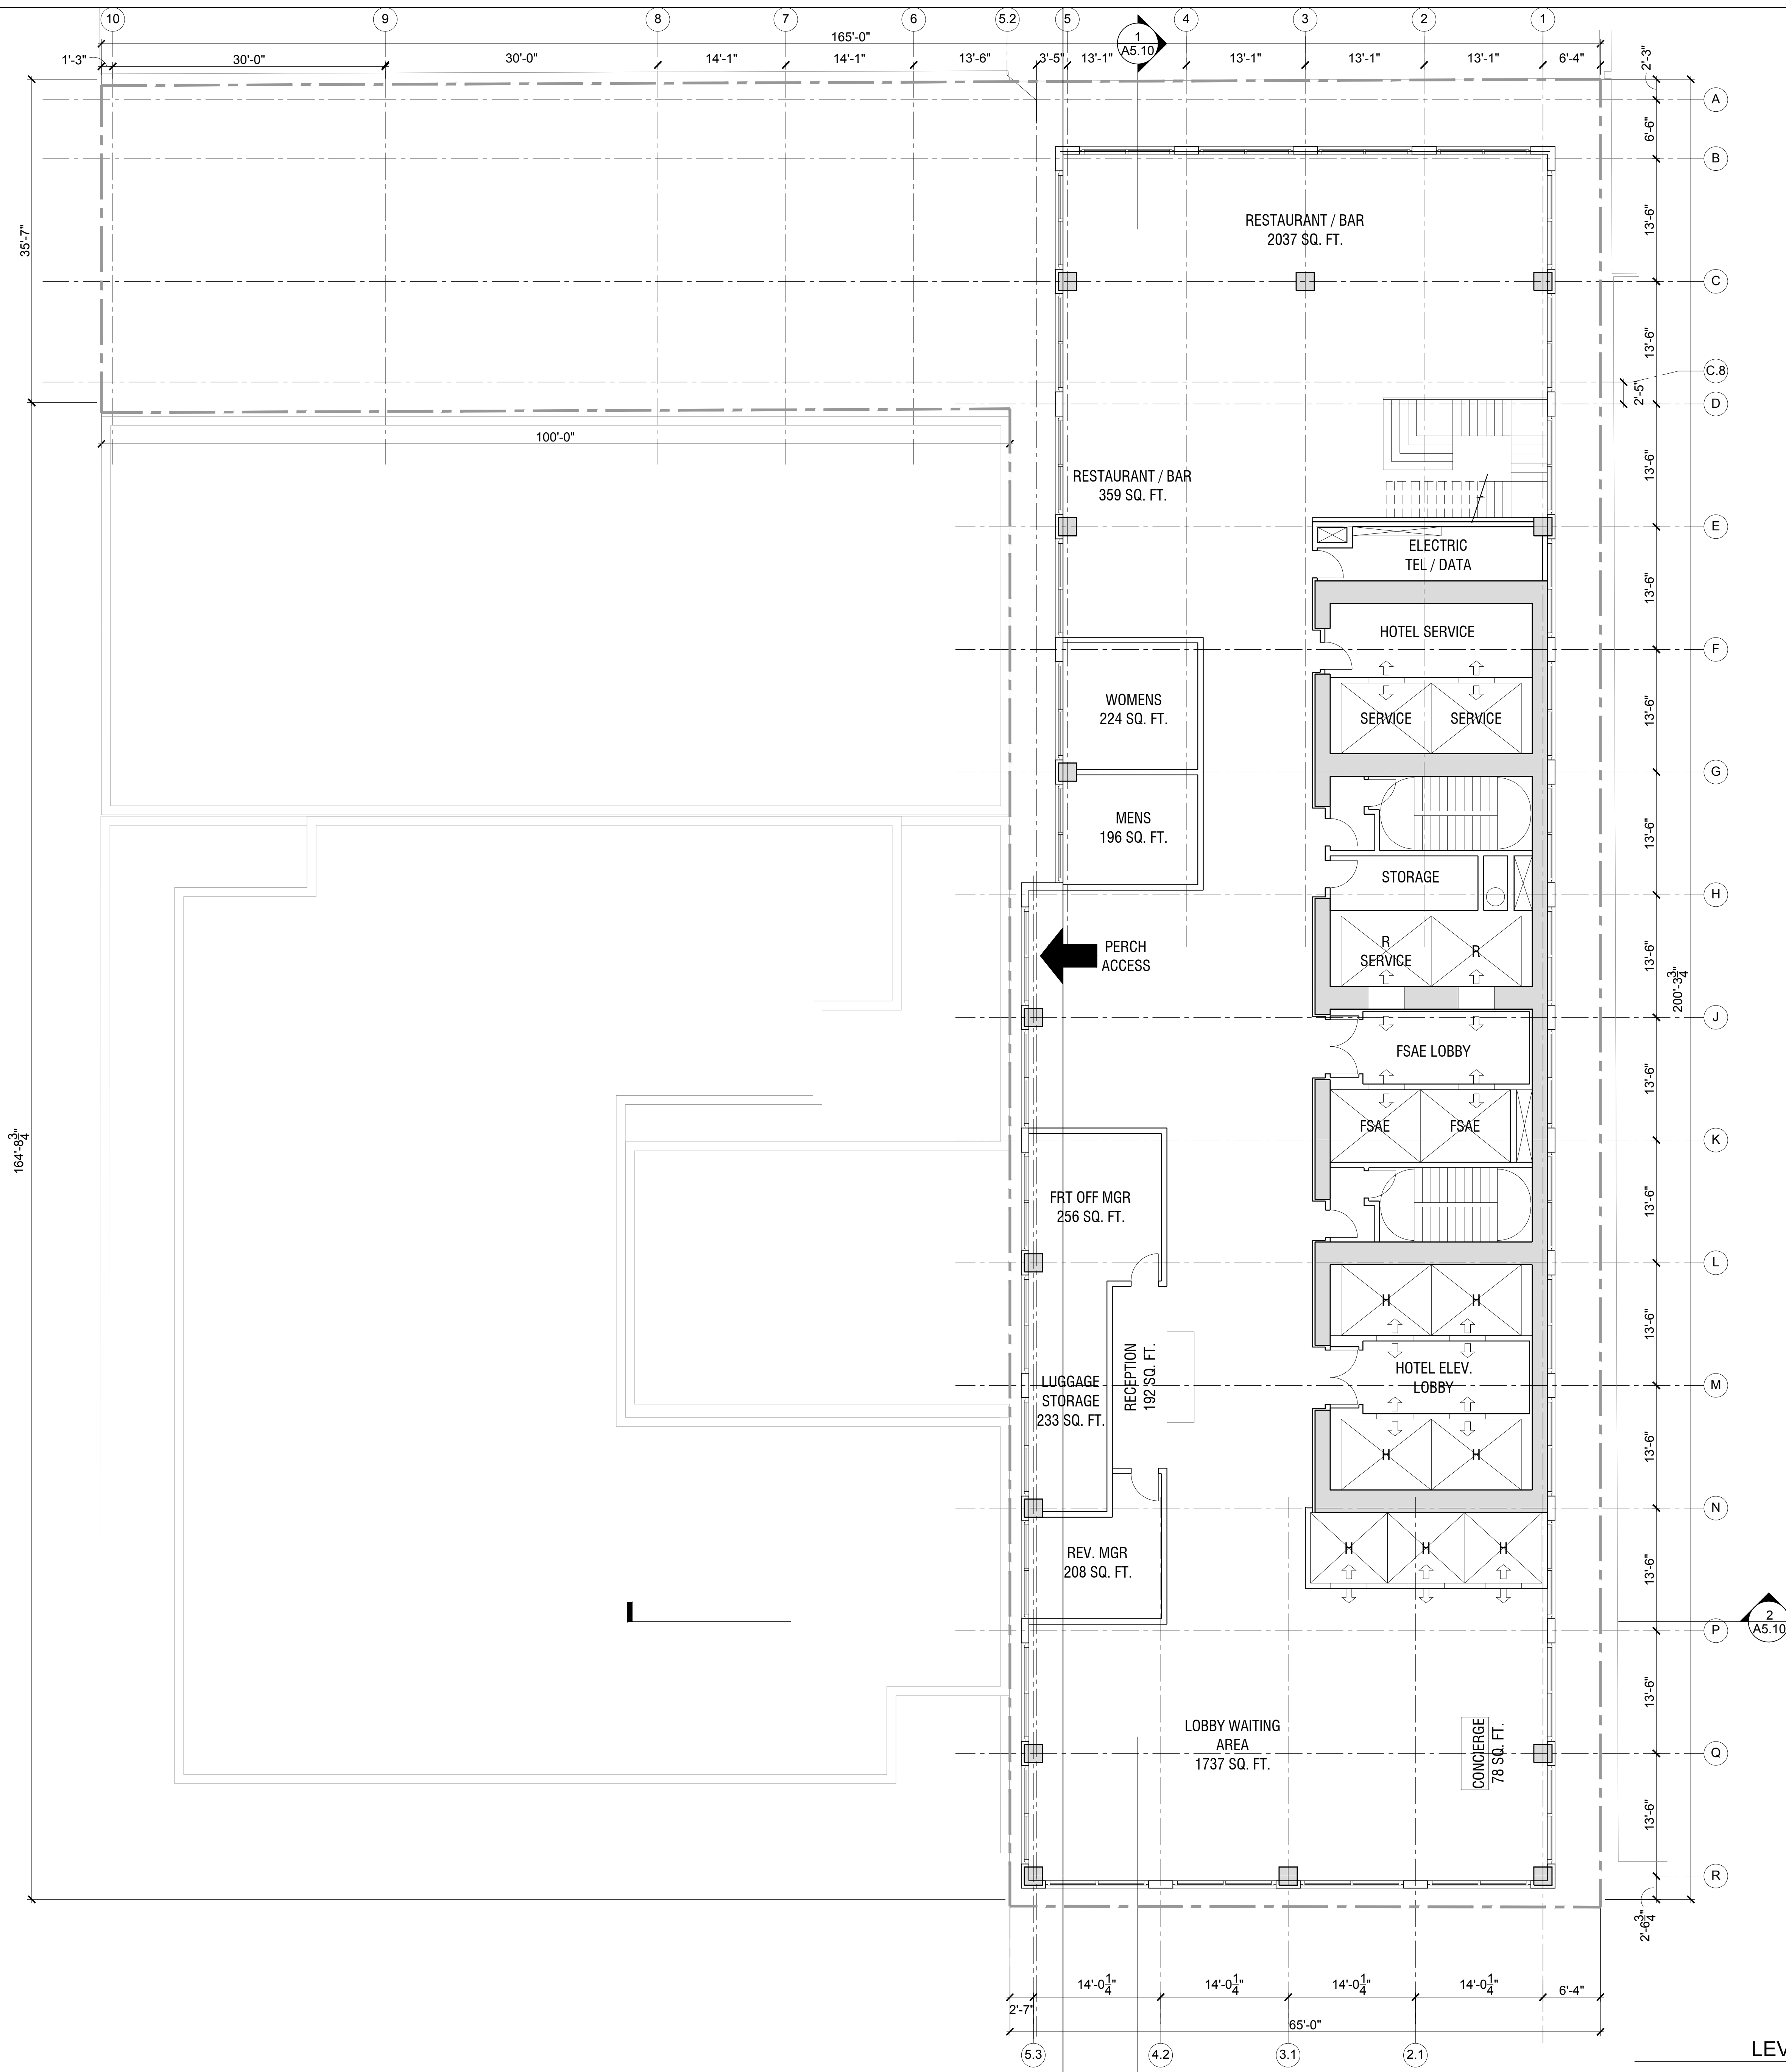 10
9
8
7
6
5.2
5
4
3
2
1
1
A5.10
165'-0"
1'-3"
30'-0"
30'-0"
14'-1"
14'-1"
13'-6"
3'-5"
13'-1"
13'-1"
13'-1"
13'-1"
6'-4"
2'-3"
A
6'-6"
B
13'-6"
C
13'-6"
C.8
2'-5"
D
35'-7"
100'-0"
RESTAURANT / BAR
2037 SQ. FT.
RESTAURANT / BAR
359 SQ. FT.
13'-6"
E
ELECTRIC
TEL / DATA
13'-6"
HOTEL SERVICE
F
WOMENS
224 SQ. FT.
SERVICE
SERVICE
13'-6"
G
MENS
196 SQ. FT.
13'-6"
STORAGE
H
PERCH
ACCESS
R
SERVICE
R
13'-6"
200'-3 3/4"
J
FSAE LOBBY
13'-6"
FSAE
FSAE
K
164'-8 3/4"
FRT OFF MGR
256 SQ. FT.
13'-6"
L
H
H
13'-6"
LUGGAGE
STORAGE
233 SQ. FT.
RECEPTION
192 SQ. FT.
HOTEL ELEV.
LOBBY
M
H
H
13'-6"
N
REV. MGR
208 SQ. FT.
H
H
H
13'-6"
P
2
A5.10
13'-6"
LOBBY WAITING
AREA
1737 SQ. FT.
CONCIERGE
78 SQ. FT.
Q
13'-6"
R
2'-6 3/4"
2'-7"
14'-0 1/4"
14'-0 1/4"
14'-0 1/4"
14'-0 1/4"
6'-4"
65'-0"
5.3
4.2
3.1
2.1
LEV